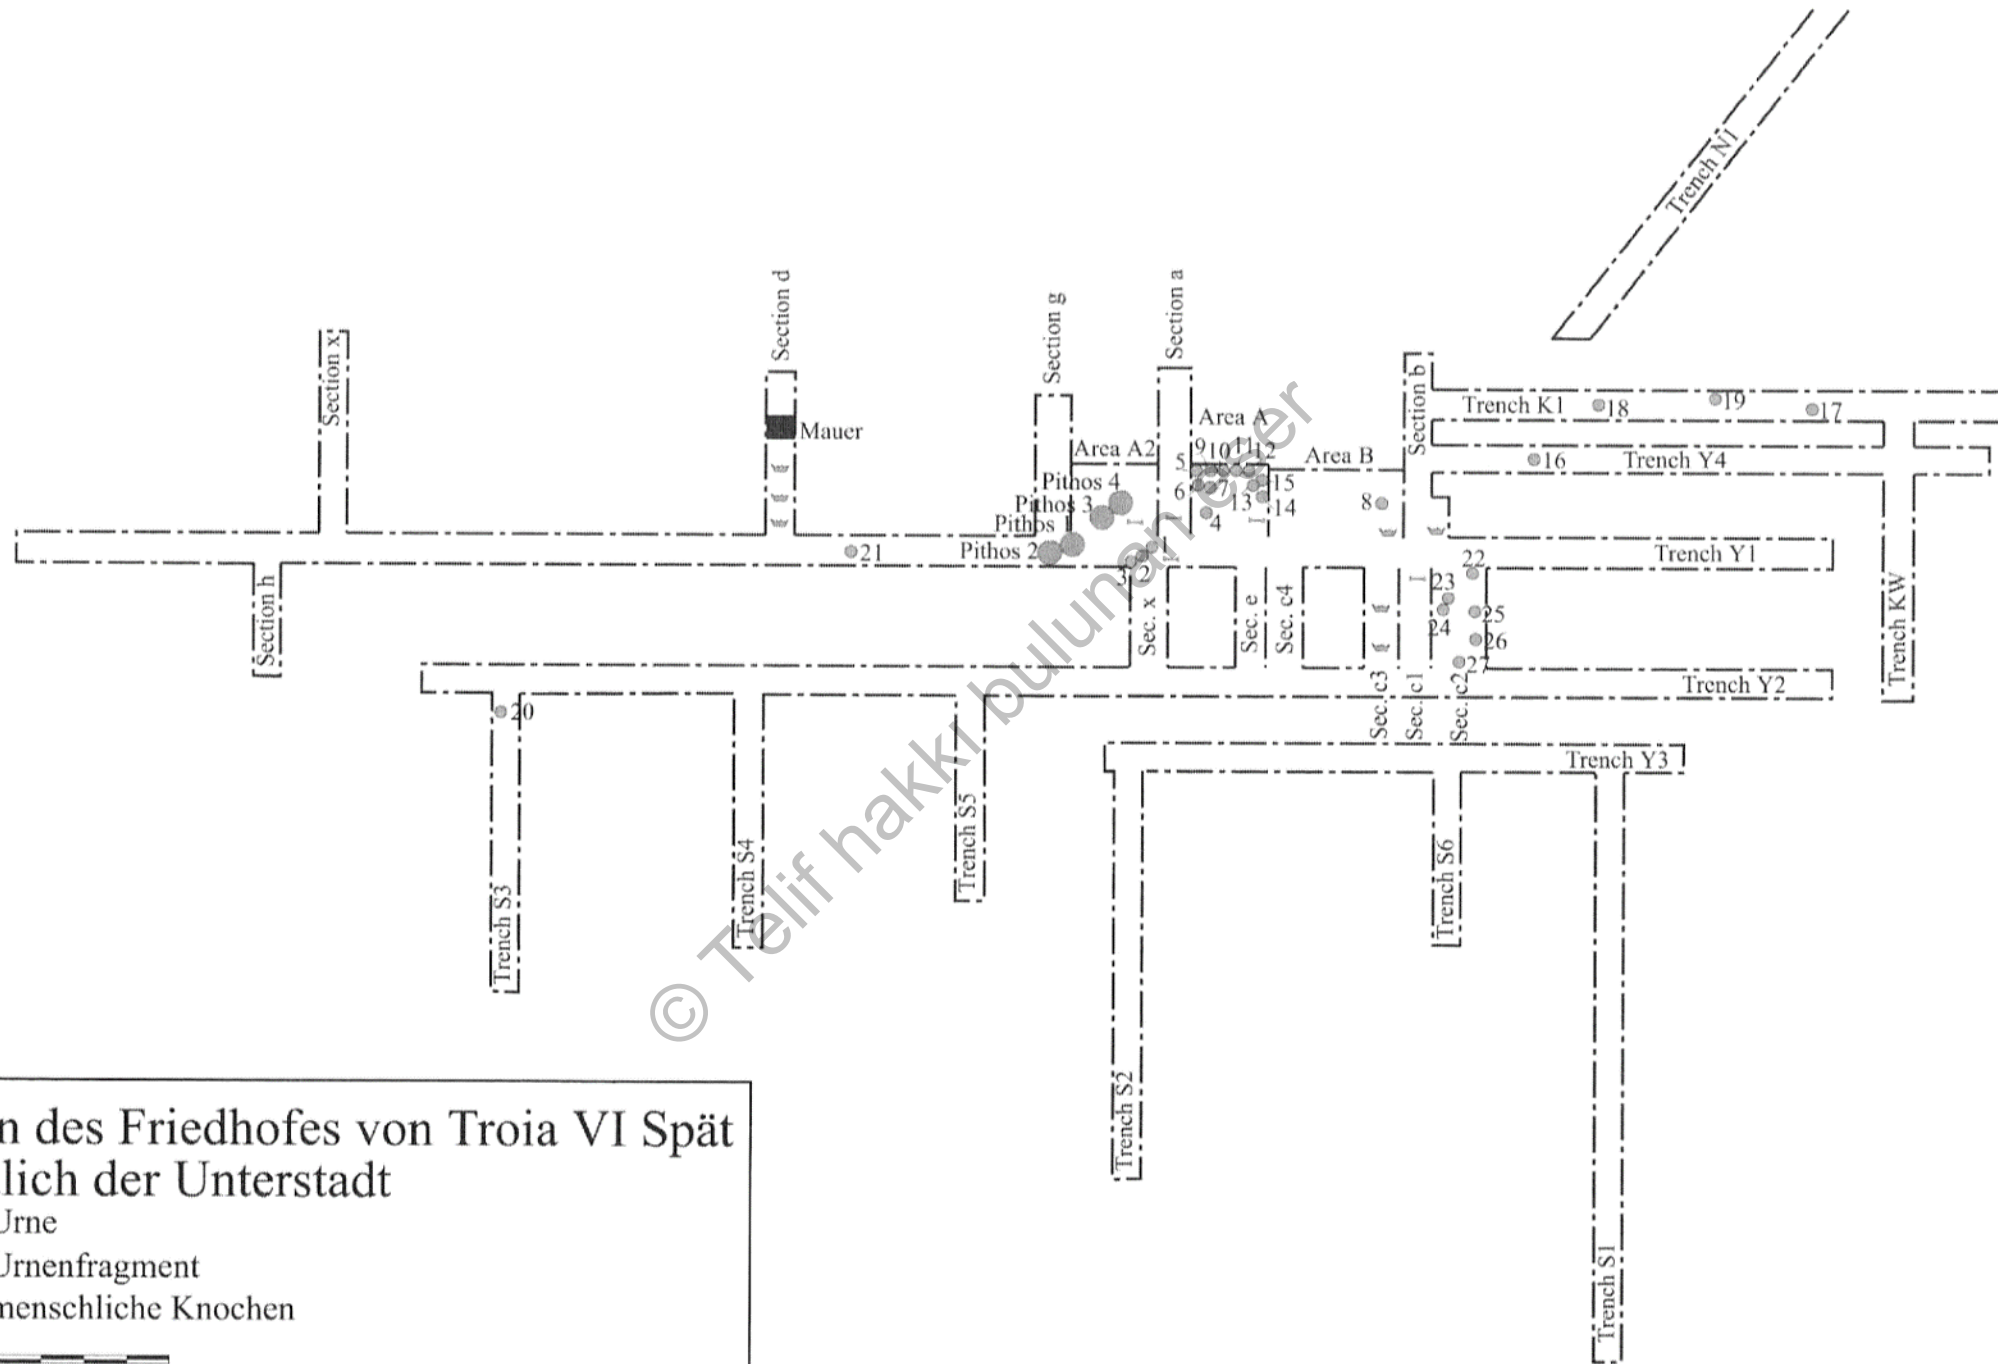 Trench N1
Section d
Section a
Section g
Section x
Section b
Mauer
Area A
Area A2
Area B
Trench K1
18
19
17
16
Trench Y4
9
10
11
12
5
6
7
15
13
14
4
8
Pithos 4
Pithos 3
Pithos 1
Pithos 2
21
3
2
Trench Y1
22
23
24
25
26
27
Section h
Sec. x
Sec. e
Sec. c4
Sec. c3
Sec. c1
Sec. c2
Trench KW
Trench Y2
20
Trench Y3
Trench S3
Trench S4
Trench S5
Trench S2
Trench S6
Trench S1
© Telif hakkı bulunan eser
n des Friedhofes von Troia VI Spät
lich der Unterstadt
Urne
Urnenfragment
menschliche Knochen